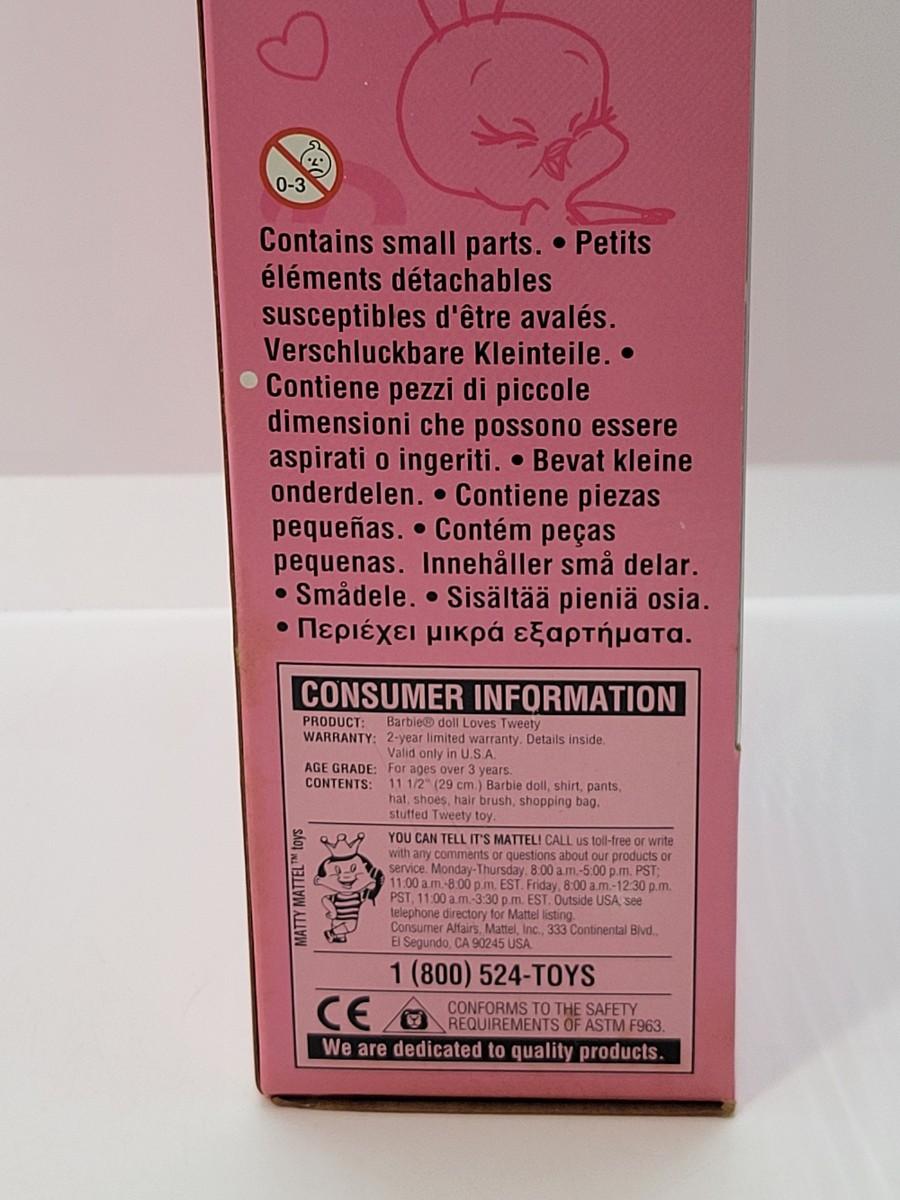 0-3
Contains small parts. • Petits
éléments détachables
susceptibles d'être avalés.
Verschluckbare Kleinteile. •
Contiene pezzi di piccole
dimensioni che possono essere
aspirati o ingeriti. • Bevat kleine
onderdelen. • Contiene piezas
pequeñas. • Contém peças
pequenas. Innehåller små delar.
• Smådele. • Sisältää pieniä osia.
• Περιέχει μικρά εξαρτήματα.
CONSUMER INFORMATION
PRODUCT: Barbie® doll Loves Tweety
WARRANTY: 2-year limited warranty. Details inside.
Valid only in U.S.A.
AGE GRADE: For ages over 3 years.
CONTENTS: 11 1/2" (29 cm.) Barbie doll, shirt, pants,
hat, shoes, hair brush, shopping bag,
stuffed Tweety toy.
MATTY MATTEL™ toys
YOU CAN TELL IT'S MATTEL! CALL us toll-free or write
with any comments or questions about our products or
service. Monday-Thursday, 8:00 a.m.-5:00 p.m. PST;
11:00 a.m.-8:00 p.m. EST. Friday, 8:00 a.m.-12:30 p.m.
PST, 11:00 a.m.-3:30 p.m. EST. Outside USA, see
telephone directory for Mattel listing.
Consumer Affairs, Mattel, Inc., 333 Continental Blvd.,
El Segundo, CA 90245 USA.
1 (800) 524-TOYS
CE
CONFORMS TO THE SAFETY
REQUIREMENTS OF ASTM F963.
We are dedicated to quality products.